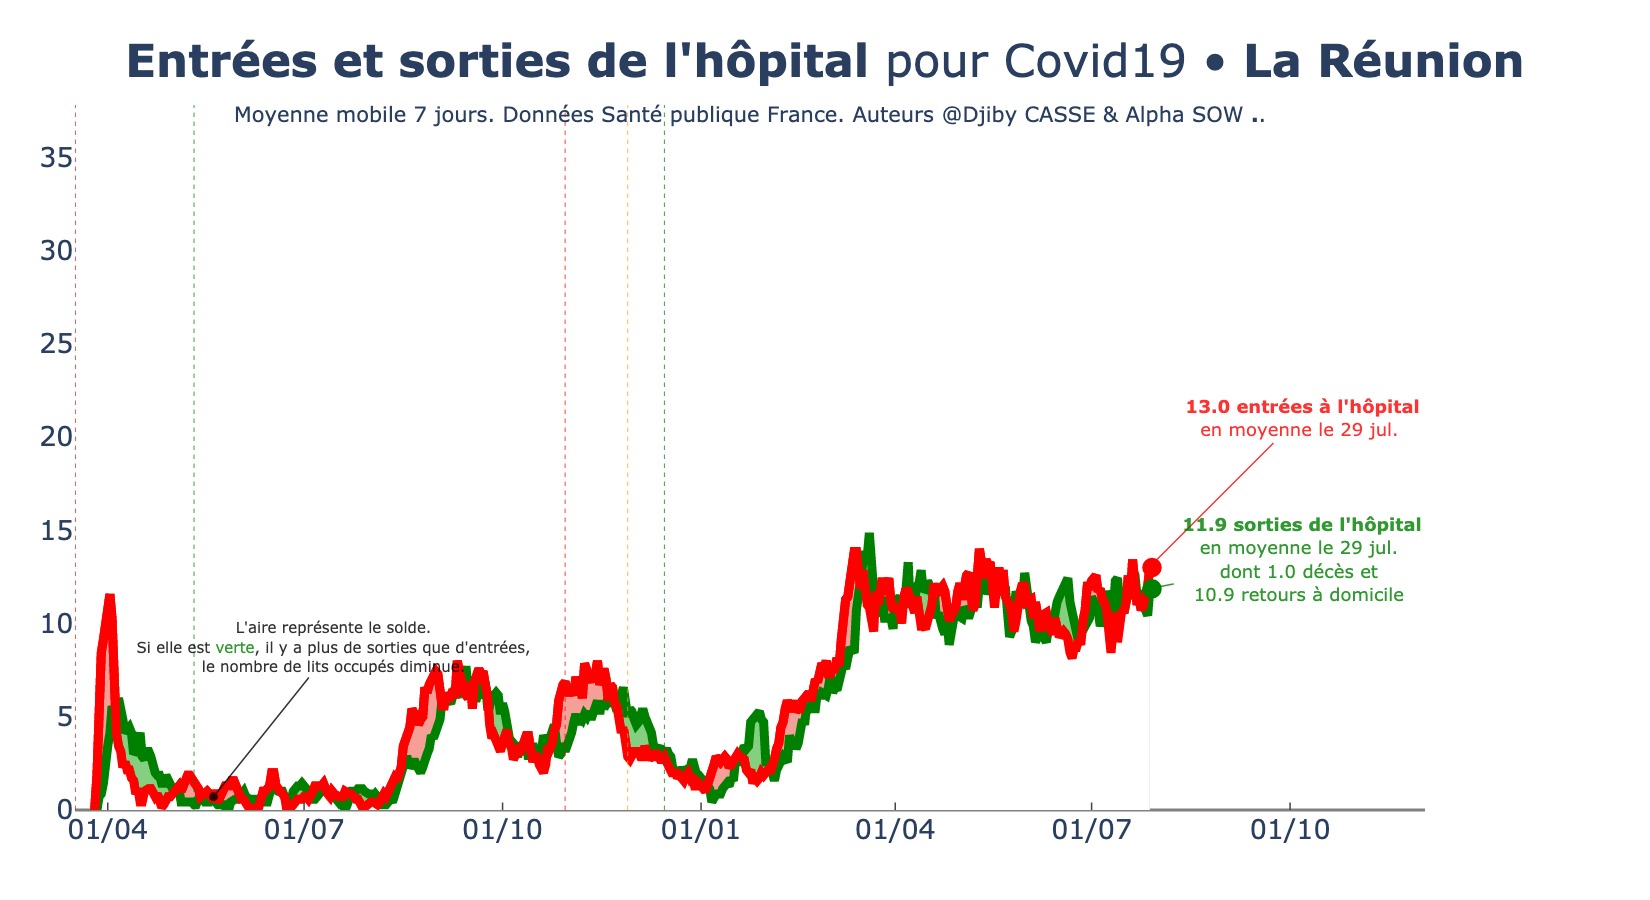 Entrées et sorties de l'hôpital pour Covid19 • La Réunion
Moyenne mobile 7 jours. Données Santé publique France. Auteurs @Djiby CASSE & Alpha SOW ..
35
30
25
20
15
10
5
0
13.0 entrées à l'hôpital
en moyenne le 29 jul.
11.9 sorties de l'hôpital
en moyenne le 29 jul.
dont 1.0 décès et
10.9 retours à domicile
L'aire représente le solde.
Si elle est verte, il y a plus de sorties que d'entrées,
le nombre de lits occupés diminue.
01/04 01/07 01/10 01/01 01/04 01/07 01/10